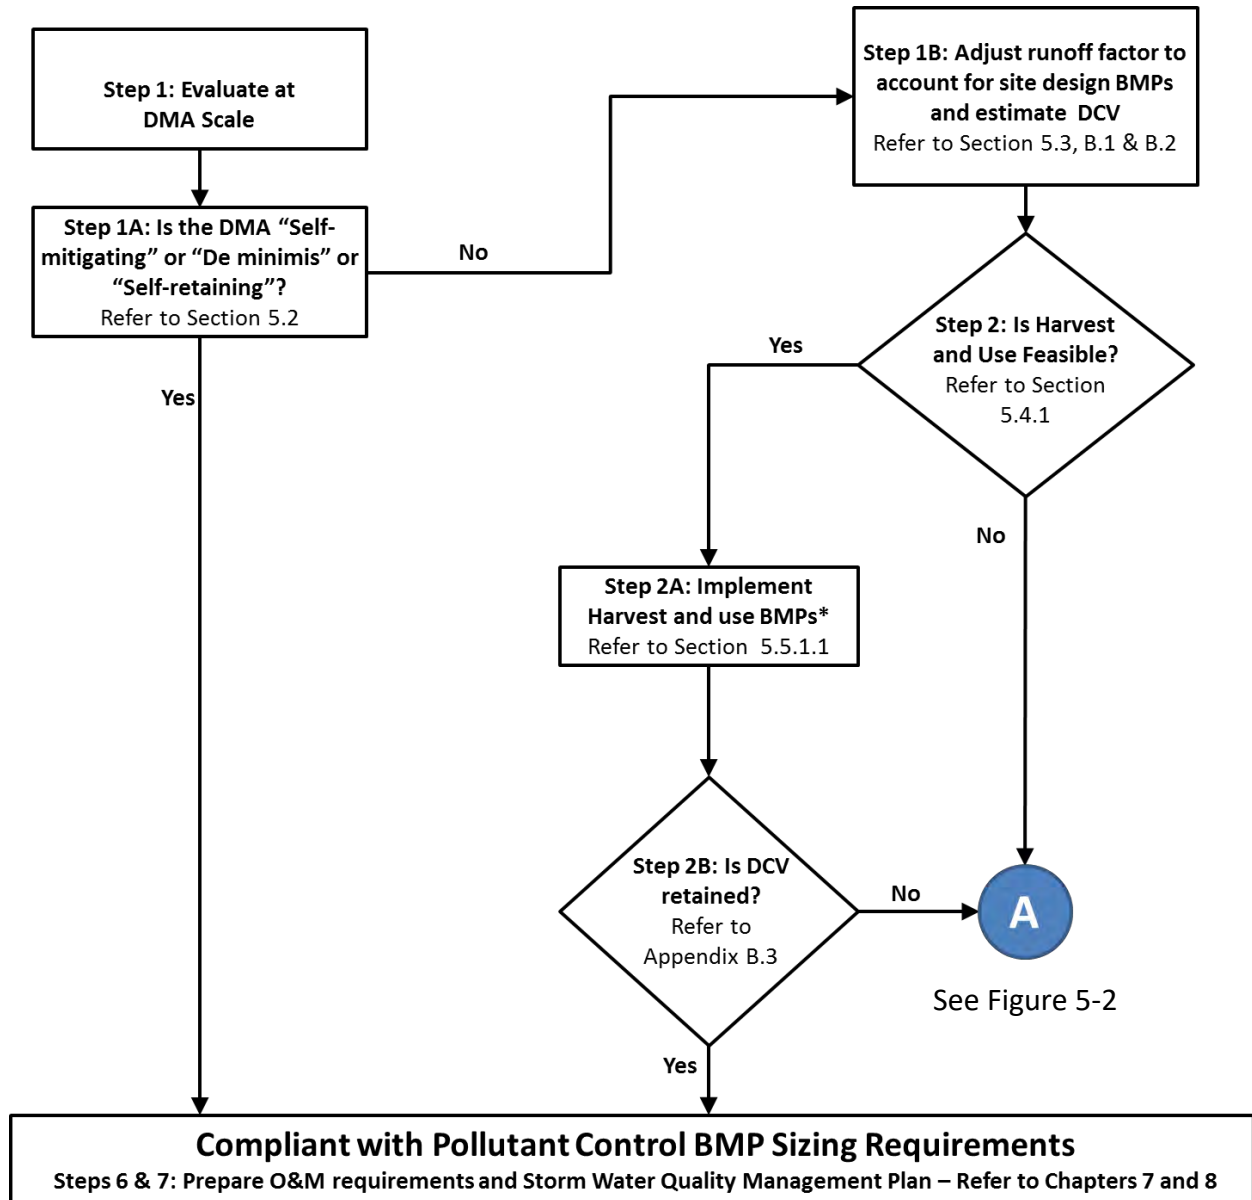 Step 1: Evaluate at
DMA Scale
Step 1A: Is the DMA “Self-
mitigating” or “De minimis” or
“Self-retaining”?
Refer to Section 5.2
No
Yes
Step 1B: Adjust runoff factor to
account for site design BMPs
and estimate DCV
Refer to Section 5.3, B.1 & B.2
Step 2: Is Harvest
and Use Feasible?
Refer to Section
5.4.1
Yes
No
Step 2A: Implement
Harvest and use BMPs*
Refer to Section 5.5.1.1
Step 2B: Is DCV
retained?
Refer to
Appendix B.3
No
A
See Figure 5-2
Yes
Compliant with Pollutant Control BMP Sizing Requirements
Steps 6 & 7: Prepare O&M requirements and Storm Water Quality Management Plan – Refer to Chapters 7 and 8